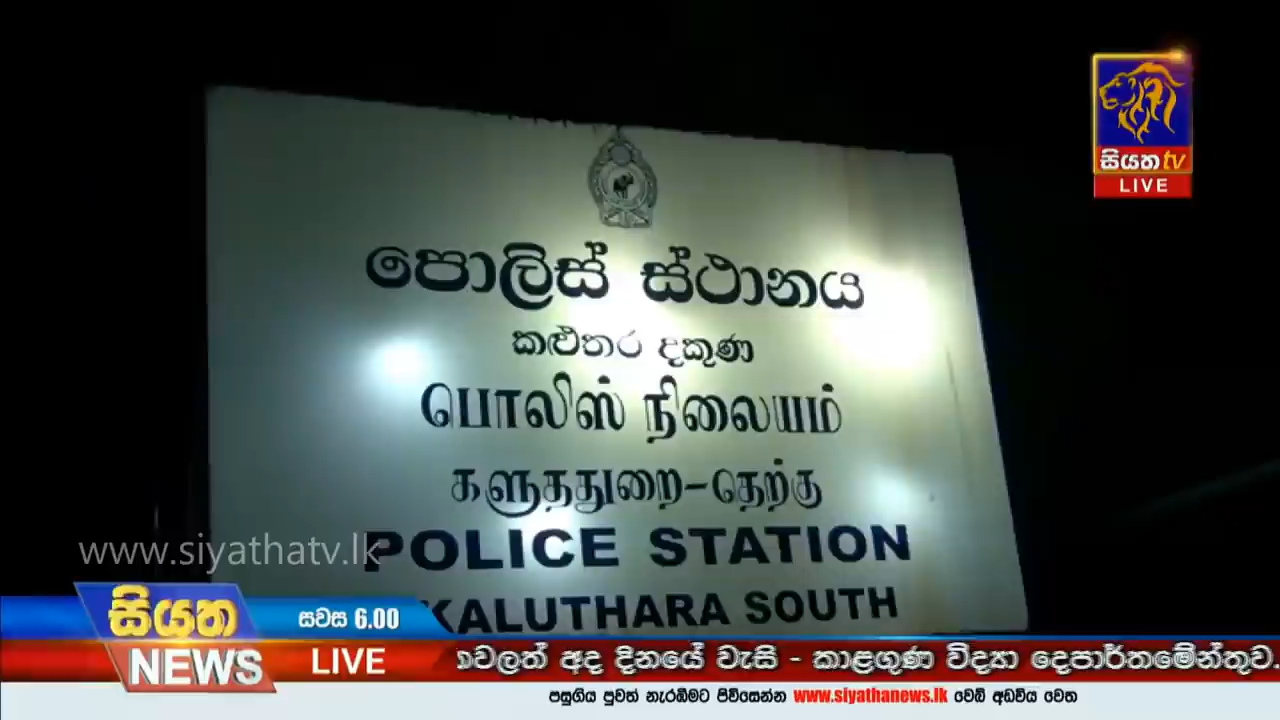 සියත tv
LIVE
පොලිස් ස්ථානය
කළුතර දකුණ
பொலிஸ் நிலையம்
களுத்துறை-தெற்கு
POLICE STATION
KALUTHARA SOUTH
www.siyathatv.lk
සියත
NEWS
සවස 6.00
LIVE
අද දිනයේ වැසි - කාළගුණ විද්‍යා දෙපාර්තමේන්තුව.
පසුගිය පුවත් නැරඹීමට පිවිසෙන්න www.siyathanews.lk වෙබ් අඩවිය වෙත